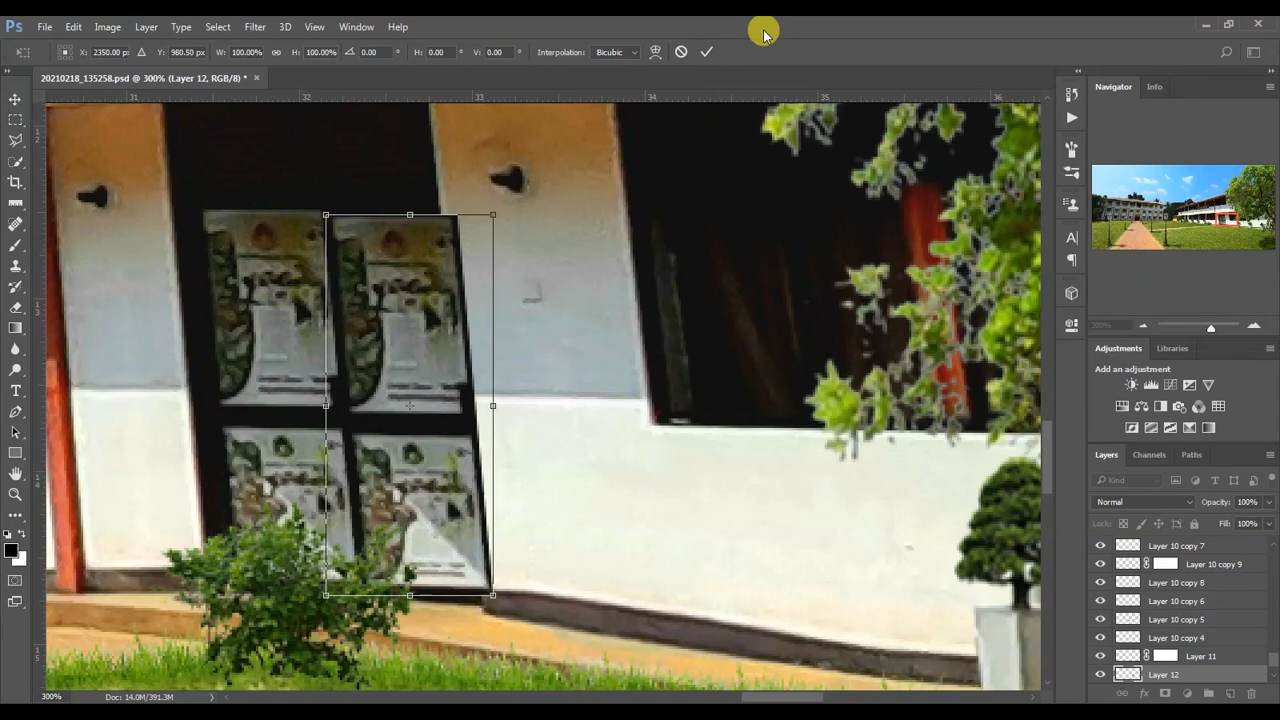 Ps File Edit Image Layer Type Select Filter 3D View Window Help
X: 2350.00 px Y: 980.50 px W: 100.00% H: 100.00% 0.00 ° H: 0.00 ° V: 0.00 ° Interpolation: Bicubic
20210218_135258.psd @ 300% (Layer 12, RGB/8) * ×
31 32 33 34 35 36
Navigator Info
300%
Adjustments Libraries
Add an adjustment
Layers Channels Paths
Kind
Normal Opacity: 100%
Lock: Fill: 100%
Layer 10 copy 7
Layer 10 copy 9
Layer 10 copy 8
Layer 10 copy 6
Layer 10 copy 5
Layer 10 copy 4
Layer 11
Layer 12
300% Doc: 14.0M/391.3M